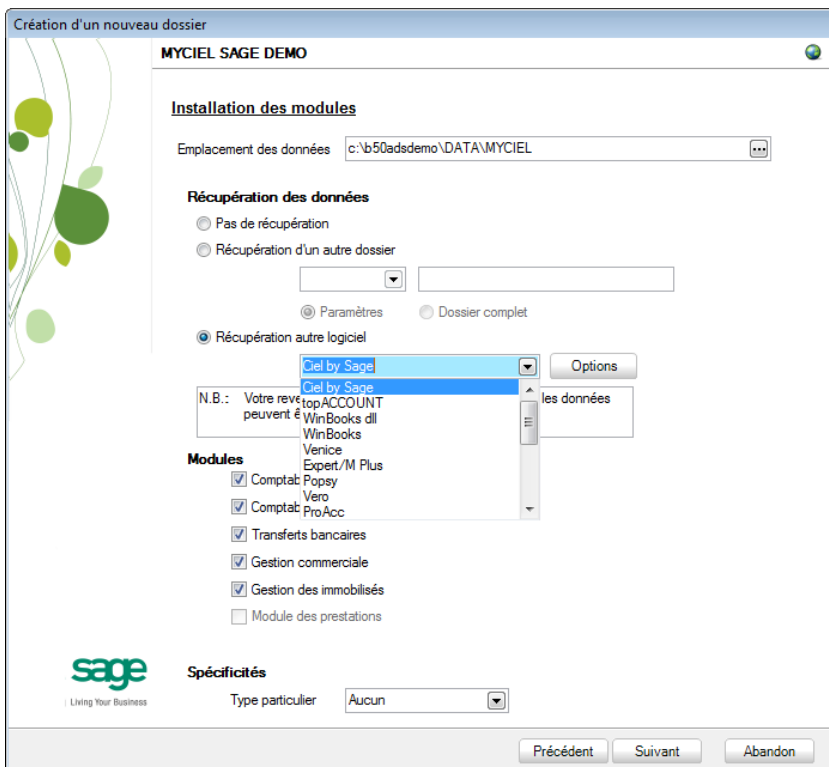 Création d'un nouveau dossier
MYCIEL SAGE DEMO
Installation des modules
Emplacement des données c:\b50adsdemo\DATA\MYCIEL ...
Récupération des données
Pas de récupération
Récupération d'un autre dossier
Paramètres Dossier complet
Récupération autre logiciel
Ciel by Sage Options
Ciel by Sage
topACCOUNT
WinBooks dll
WinBooks
Venice
Expert/M Plus
Popsy
Vero
ProAcc
N.B.: Votre reve les données
peuvent ê
Modules
Comptab
Comptab
Transferts bancaires
Gestion commerciale
Gestion des immobilisés
Module des prestations
sage
Living Your Business
Spécificités
Type particulier Aucun
Précédent Suivant Abandon